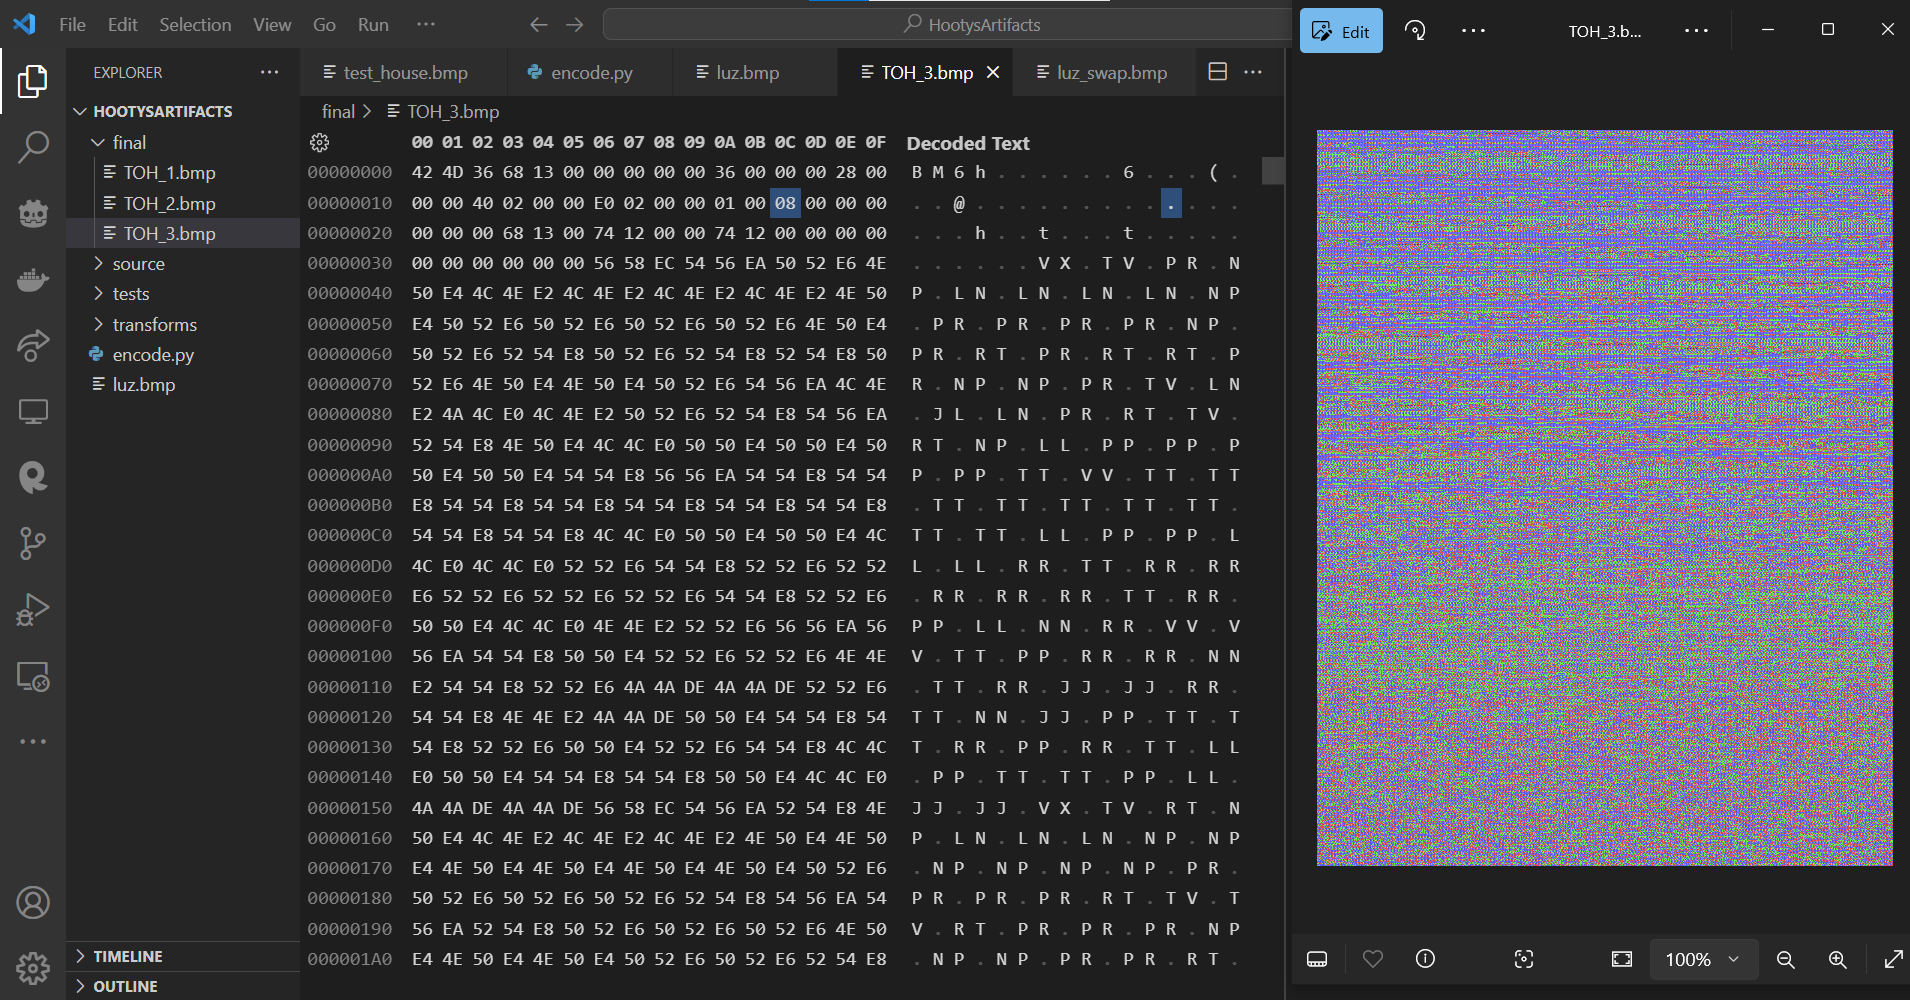 File Edit Selection View Go Run ··· HootysArtifacts
EXPLORER ···
HOOTYSARTIFACTS
final
TOH_1.bmp
TOH_2.bmp
TOH_3.bmp
source
tests
transforms
encode.py
luz.bmp
TIMELINE
OUTLINE
test_house.bmp encode.py luz.bmp TOH_3.bmp luz_swap.bmp ···
final > TOH_3.bmp
00 01 02 03 04 05 06 07 08 09 0A 0B 0C 0D 0E 0F Decoded Text
00000000 42 4D 36 68 13 00 00 00 00 00 36 00 00 00 28 00 B M 6 h . . . . . . 6 . . . ( .
00000010 00 00 40 02 00 00 E0 02 00 00 01 00 08 00 00 00 . . @ . . . . . . . . . . . . .
00000020 00 00 00 68 13 00 74 12 00 00 74 12 00 00 00 00 . . . h . . t . . . t . . . . .
00000030 00 00 00 00 00 00 56 58 EC 54 56 EA 50 52 E6 4E . . . . . . V X . T V . P R . N
00000040 50 E4 4C 4E E2 4C 4E E2 4C 4E E2 4C 4E E2 4E 50 P . L N . L N . L N . L N . N P
00000050 E4 50 52 E6 50 52 E6 50 52 E6 50 52 E6 4E 50 E4 . P R . P R . P R . P R . N P .
00000060 50 52 E6 52 54 E8 50 52 E6 52 54 E8 52 54 E8 50 P R . R T . P R . R T . R T . P
00000070 52 E6 4E 50 E4 4E 50 E4 50 52 E6 54 56 EA 4C 4E R . N P . N P . P R . T V . L N
00000080 E2 4A 4C E0 4C 4E E2 50 52 E6 52 54 E8 54 56 EA . J L . L N . P R . R T . T V .
00000090 52 54 E8 4E 50 E4 4C 4C E0 50 50 E4 50 50 E4 50 R T . N P . L L . P P . P P . P
000000A0 50 E4 50 50 E4 54 54 E8 56 56 EA 54 54 E8 54 54 P . P P . T T . V V . T T . T T
000000B0 E8 54 54 E8 54 54 E8 54 54 E8 54 54 E8 54 54 E8 . T T . T T . T T . T T . T T .
000000C0 54 54 E8 54 54 E8 4C 4C E0 50 50 E4 50 50 E4 4C T T . T T . L L . P P . P P . L
000000D0 4C E0 4C 4C E0 52 52 E6 54 54 E8 52 52 E6 52 52 L . L L . R R . T T . R R . R R
000000E0 E6 52 52 E6 52 52 E6 52 52 E6 54 54 E8 52 52 E6 . R R . R R . R R . T T . R R .
000000F0 50 50 E4 4C 4C E0 4E 4E E2 52 52 E6 56 56 EA 56 P P . L L . N N . R R . V V . V
00000100 56 EA 54 54 E8 50 50 E4 52 52 E6 52 52 E6 4E 4E V . T T . P P . R R . R R . N N
00000110 E2 54 54 E8 52 52 E6 4A 4A DE 4A 4A DE 52 52 E6 . T T . R R . J J . J J . R R .
00000120 54 54 E8 4E 4E E2 4A 4A DE 50 50 E4 54 54 E8 54 T T . N N . J J . P P . T T . T
00000130 54 E8 52 52 E6 50 50 E4 52 52 E6 54 54 E8 4C 4C T . R R . P P . R R . T T . L L
00000140 E0 50 50 E4 54 54 E8 54 54 E8 50 50 E4 4C 4C E0 . P P . T T . T T . P P . L L .
00000150 4A 4A DE 4A 4A DE 56 58 EC 54 56 EA 52 54 E8 4E J J . J J . V X . T V . R T . N
00000160 50 E4 4C 4E E2 4C 4E E2 4C 4E E2 4E 50 E4 4E 50 P . L N . L N . L N . N P . N P
00000170 E4 4E 50 E4 4E 50 E4 4E 50 E4 4E 50 E4 50 52 E6 . N P . N P . N P . N P . P R .
00000180 50 52 E6 50 52 E6 50 52 E6 52 54 E8 54 56 EA 54 P R . P R . P R . R T . T V . T
00000190 56 EA 52 54 E8 50 52 E6 50 52 E6 50 52 E6 4E 50 V . R T . P R . P R . P R . N P
000001A0 E4 4E 50 E4 4E 50 E4 50 52 E6 50 52 E6 52 54 E8 . N P . N P . P R . P R . R T .
Edit ··· TOH_3.b... ···
100%